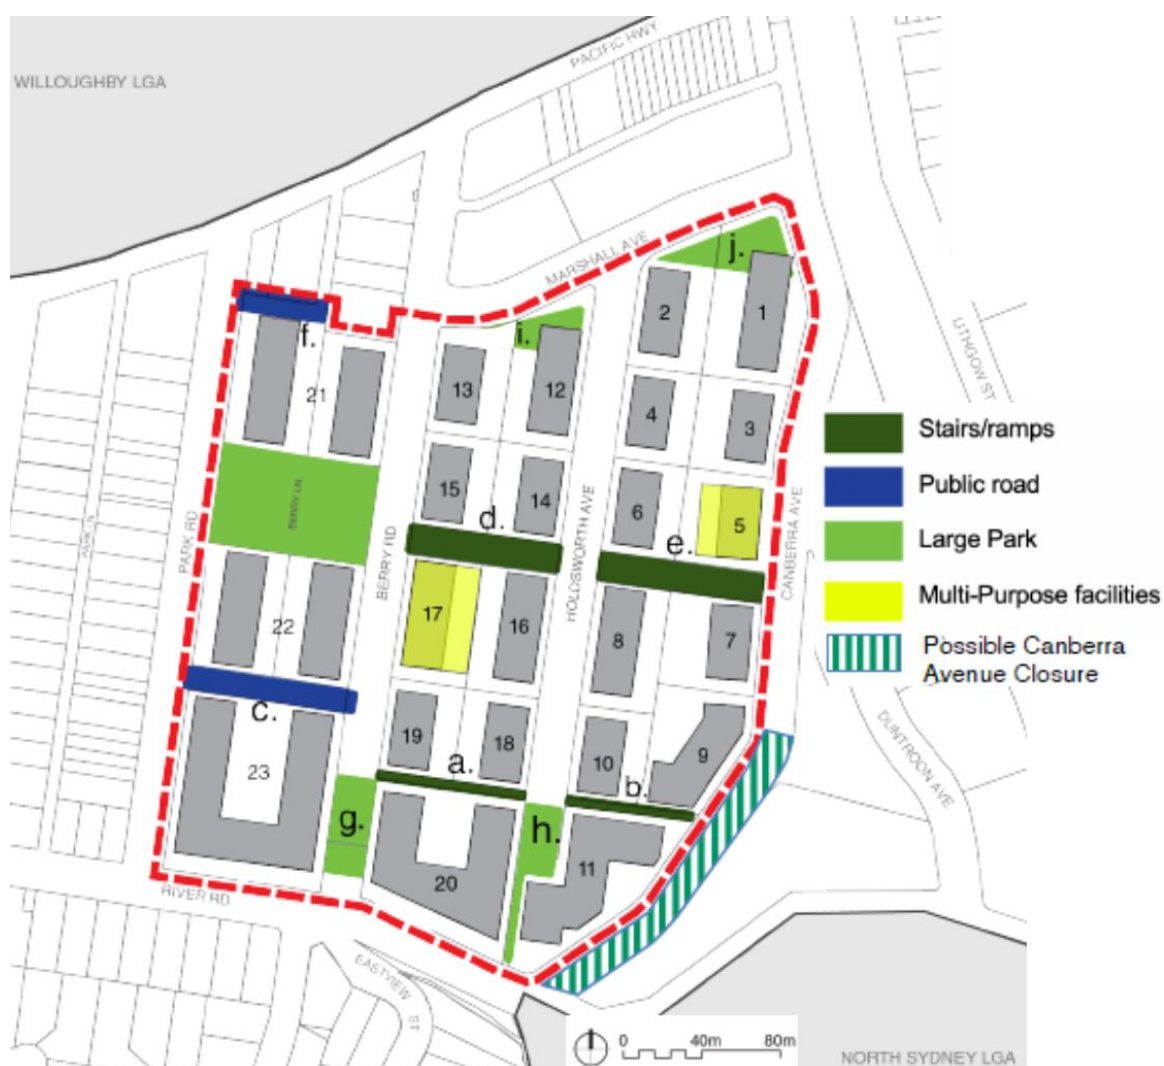 PACIFIC HWY
WILLOUGHBY LGA
MARSHALL AVE
j.
2
1
i.
f.
LITHGOW ST
13
12
21
4
3
Stairs/ramps
15
14
6
5
Public road
BERRY LN
d.
e.
Large Park
PARK RD
BERRY RD
HOLDSWORTH AVE
CANBERRA AVE
17
16
8
7
Multi-Purpose facilities
22
Possible Canberra
Avenue Closure
c.
19
18
10
9
a.
b.
23
DUNTROON AVE
g.
h.
20
11
RIVER RD
EASTVIEW ST
0 40m 80m
NORTH SYDNEY LGA